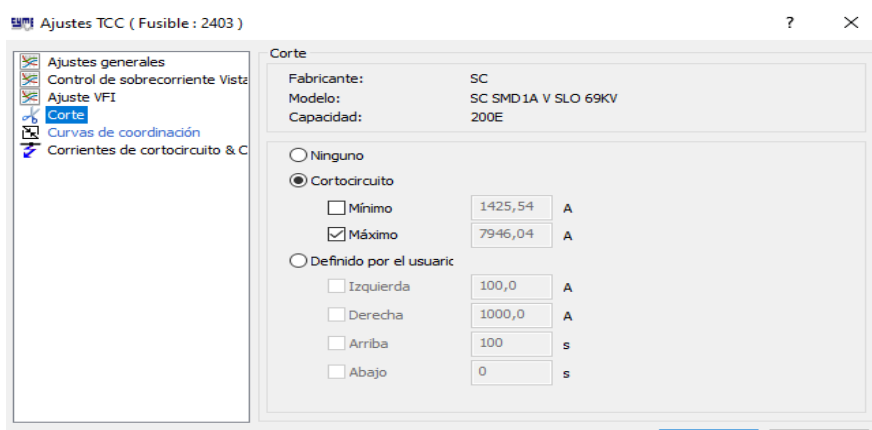 CYME Ajustes TCC ( Fusible : 2403 ) ? ×
Ajustes generales
Control de sobrecorriente Vista
Ajuste VFI
Corte
Curvas de coordinación
Corrientes de cortocircuito & C
Corte
Fabricante: SC
Modelo: SC SMD1A V SLO 69KV
Capacidad: 200E
Ninguno
Cortocircuito
Mínimo 1425,54 A
Máximo 7946,04 A
Definido por el usuaric
Izquierda 100,0 A
Derecha 1000,0 A
Arriba 100 s
Abajo 0 s